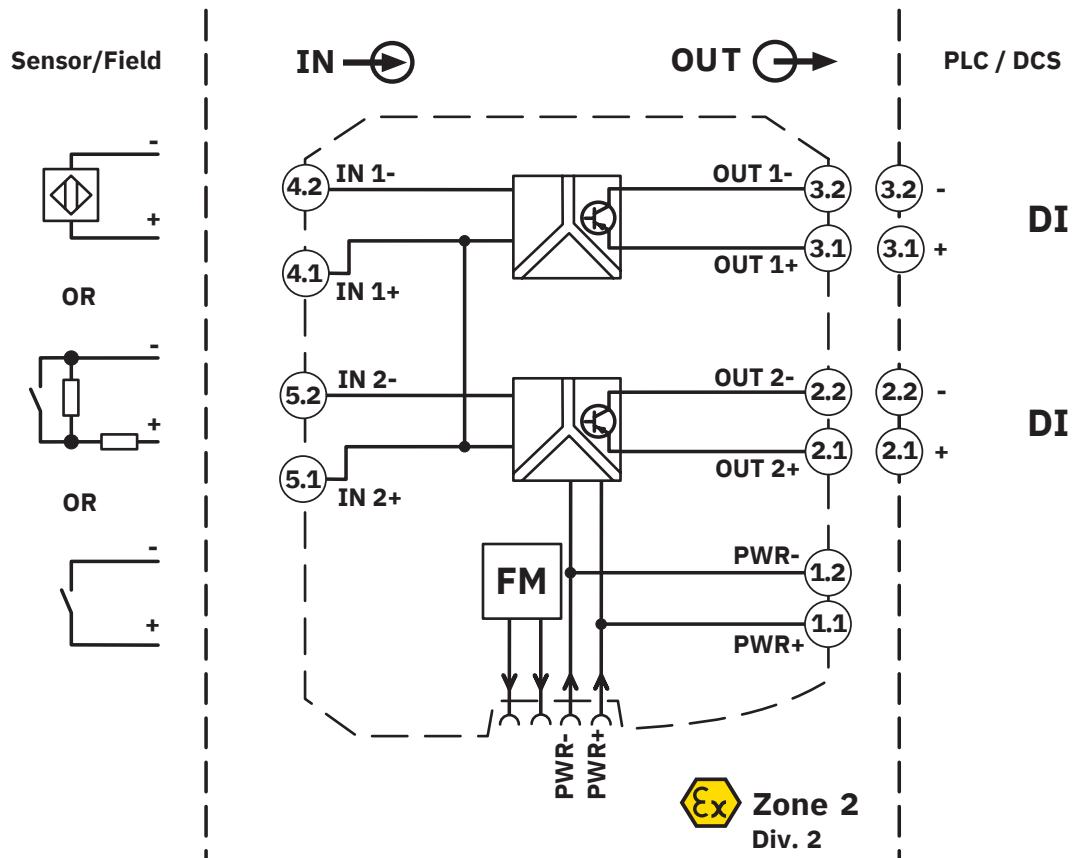 Sensor/Field
IN
OUT
PLC / DCS
-
+
OR
-
+
OR
-
+
4.2
IN 1-
4.1
IN 1+
5.2
IN 2-
5.1
IN 2+
OUT 1-
3.2
OUT 1+
3.1
OUT 2-
2.2
OUT 2+
2.1
FM
PWR-
1.2
PWR+
1.1
PWR-
PWR+
3.2 -
3.1 +
DI
2.2 -
2.1 +
DI
Ex
Zone 2
Div. 2